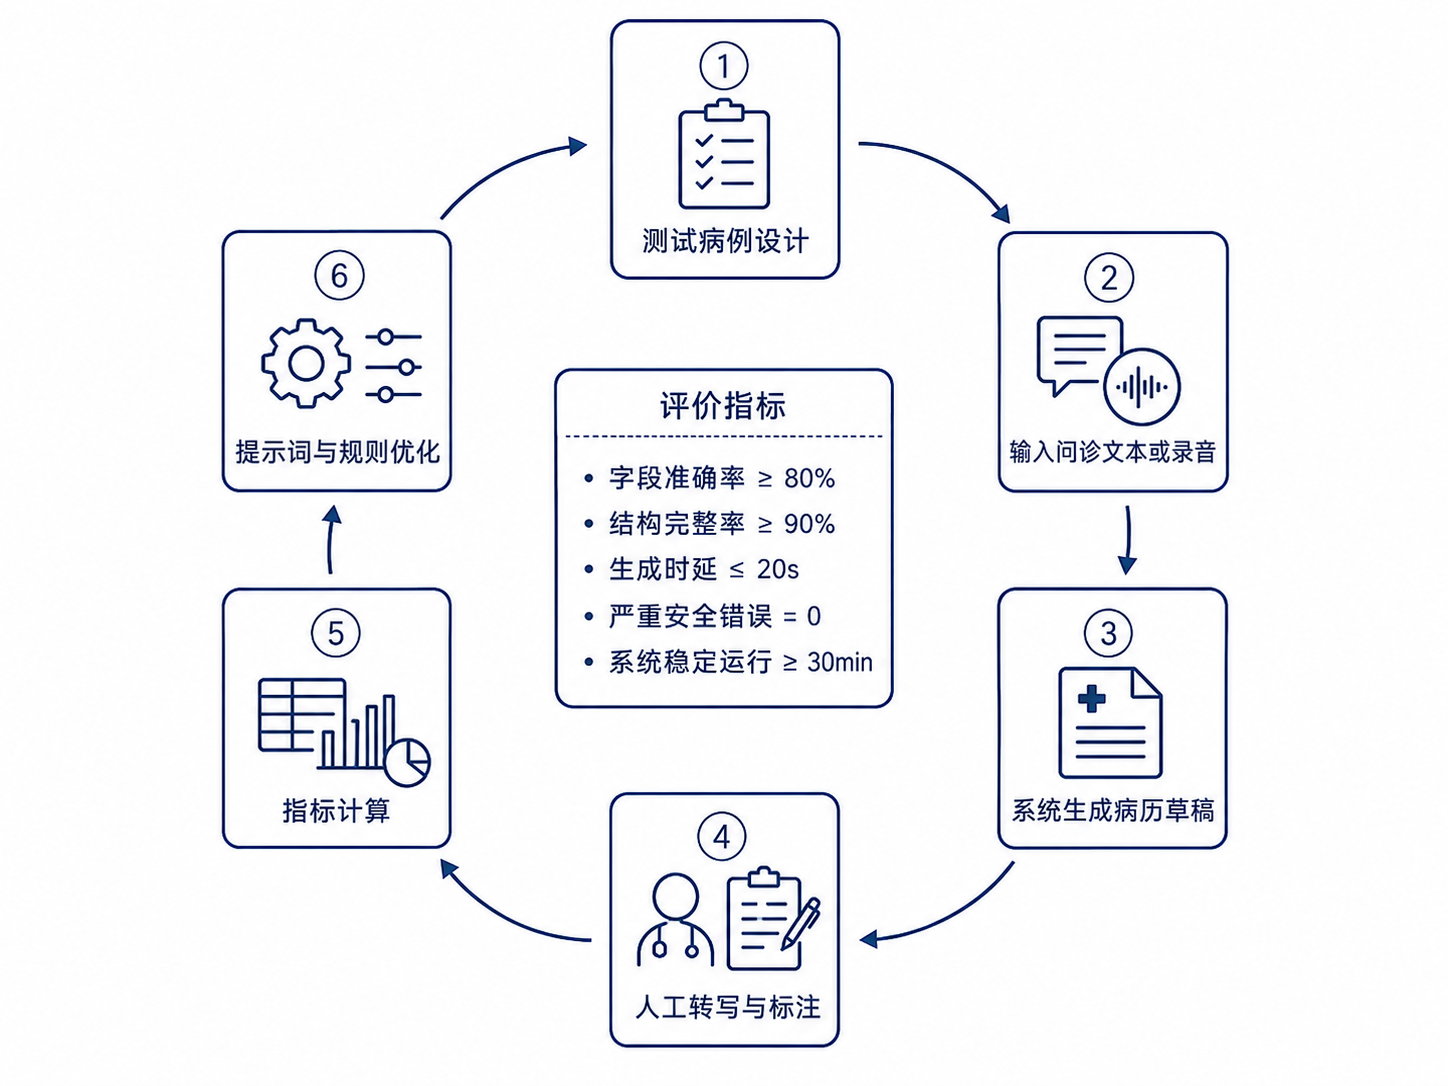 ①
测试病例设计
②
输入问诊文本或录音
③
系统生成病历草稿
④
人工转写与标注
⑤
指标计算
⑥
提示词与规则优化
评价指标
• 字段准确率 ≥ 80%
• 结构完整率 ≥ 90%
• 生成时延 ≤ 20s
• 严重安全错误 = 0
• 系统稳定运行 ≥ 30min